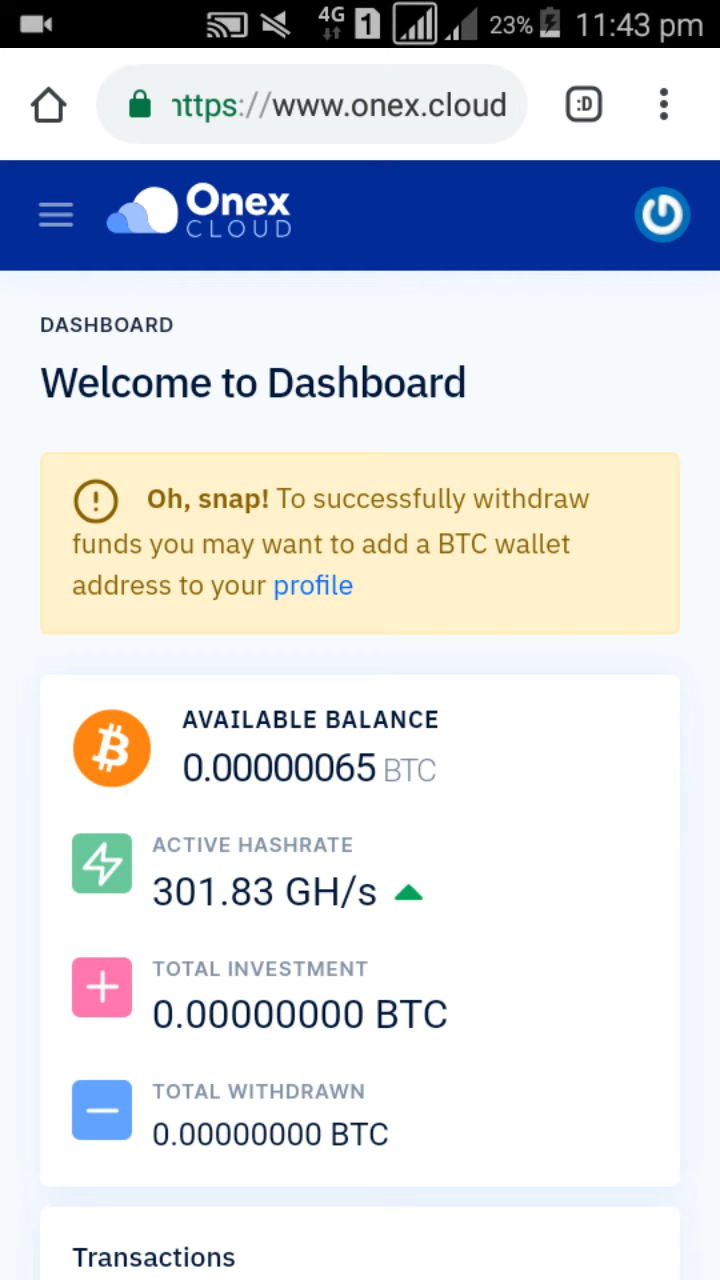 4G 1 23% 11:43 pm
https://www.onex.cloud :D
Onex
CLOUD
DASHBOARD
Welcome to Dashboard
Oh, snap! To successfully withdraw
funds you may want to add a BTC wallet
address to your profile
AVAILABLE BALANCE
0.00000065 BTC
ACTIVE HASHRATE
301.83 GH/s
TOTAL INVESTMENT
0.00000000 BTC
TOTAL WITHDRAWN
0.00000000 BTC
Transactions